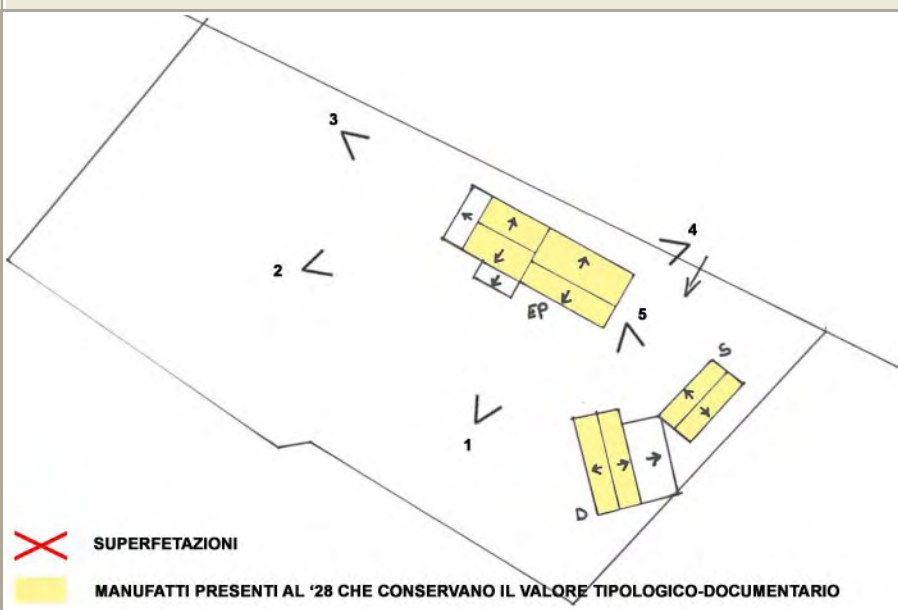 3
4
2
5
EP
S
1
D
SUPERFETAZIONI
MANUFATTI PRESENTI AL '28 CHE CONSERVANO IL VALORE TIPOLOGICO-DOCUMENTARIO